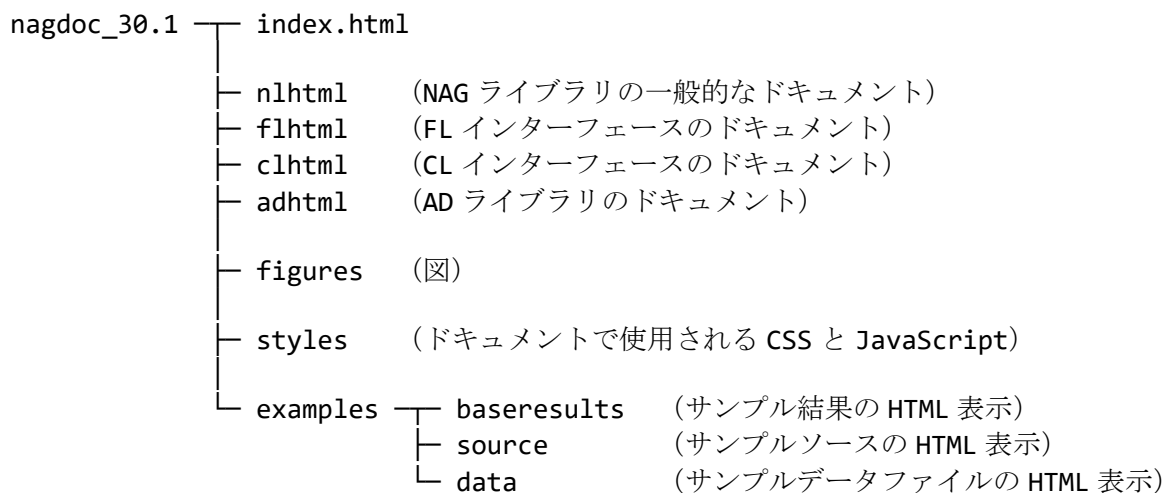 nagdoc_30.1 ─┬─ index.html
├─ nlhtml （NAG ライブラリの一般的なドキュメント）
├─ flhtml （FL インターフェースのドキュメント）
├─ clhtml （CL インターフェースのドキュメント）
├─ adhtml （AD ライブラリのドキュメント）
├─ figures （図）
├─ styles （ドキュメントで使用される CSS と JavaScript）
└─ examples ─┬─ baseresults （サンプル結果の HTML 表示）
├─ source （サンプルソースの HTML 表示）
└─ data （サンプルデータファイルの HTML 表示）